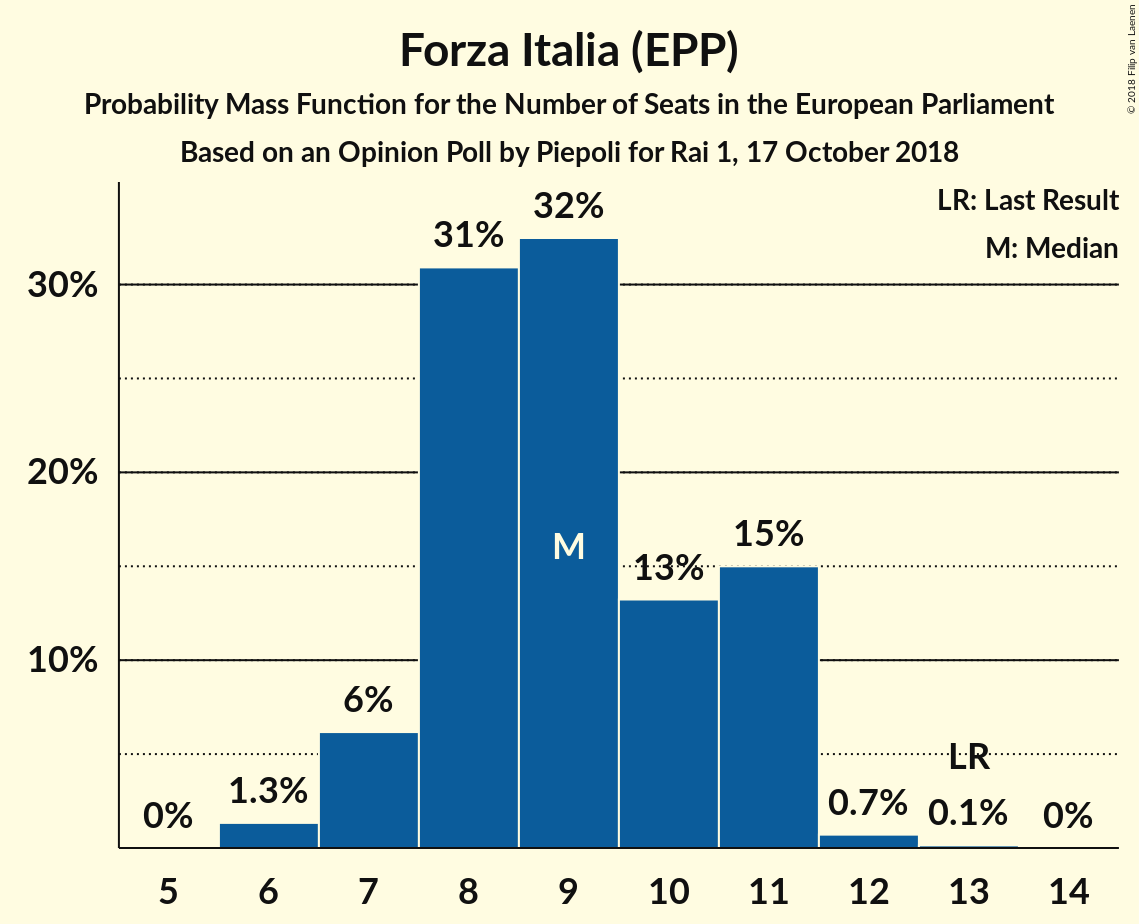 Forza Italia (EPP)
Probability Mass Function for the Number of Seats in the European Parliament
Based on an Opinion Poll by Piepoli for Rai 1, 17 October 2018
© 2018 Filip van Laenen
LR: Last Result
M: Median
32%
31%
30%
20%
15%
M
13%
10%
6%
LR
1.3%
0.7%
0.1%
0%
0%
5 6 7 8 9 10 11 12 13 14